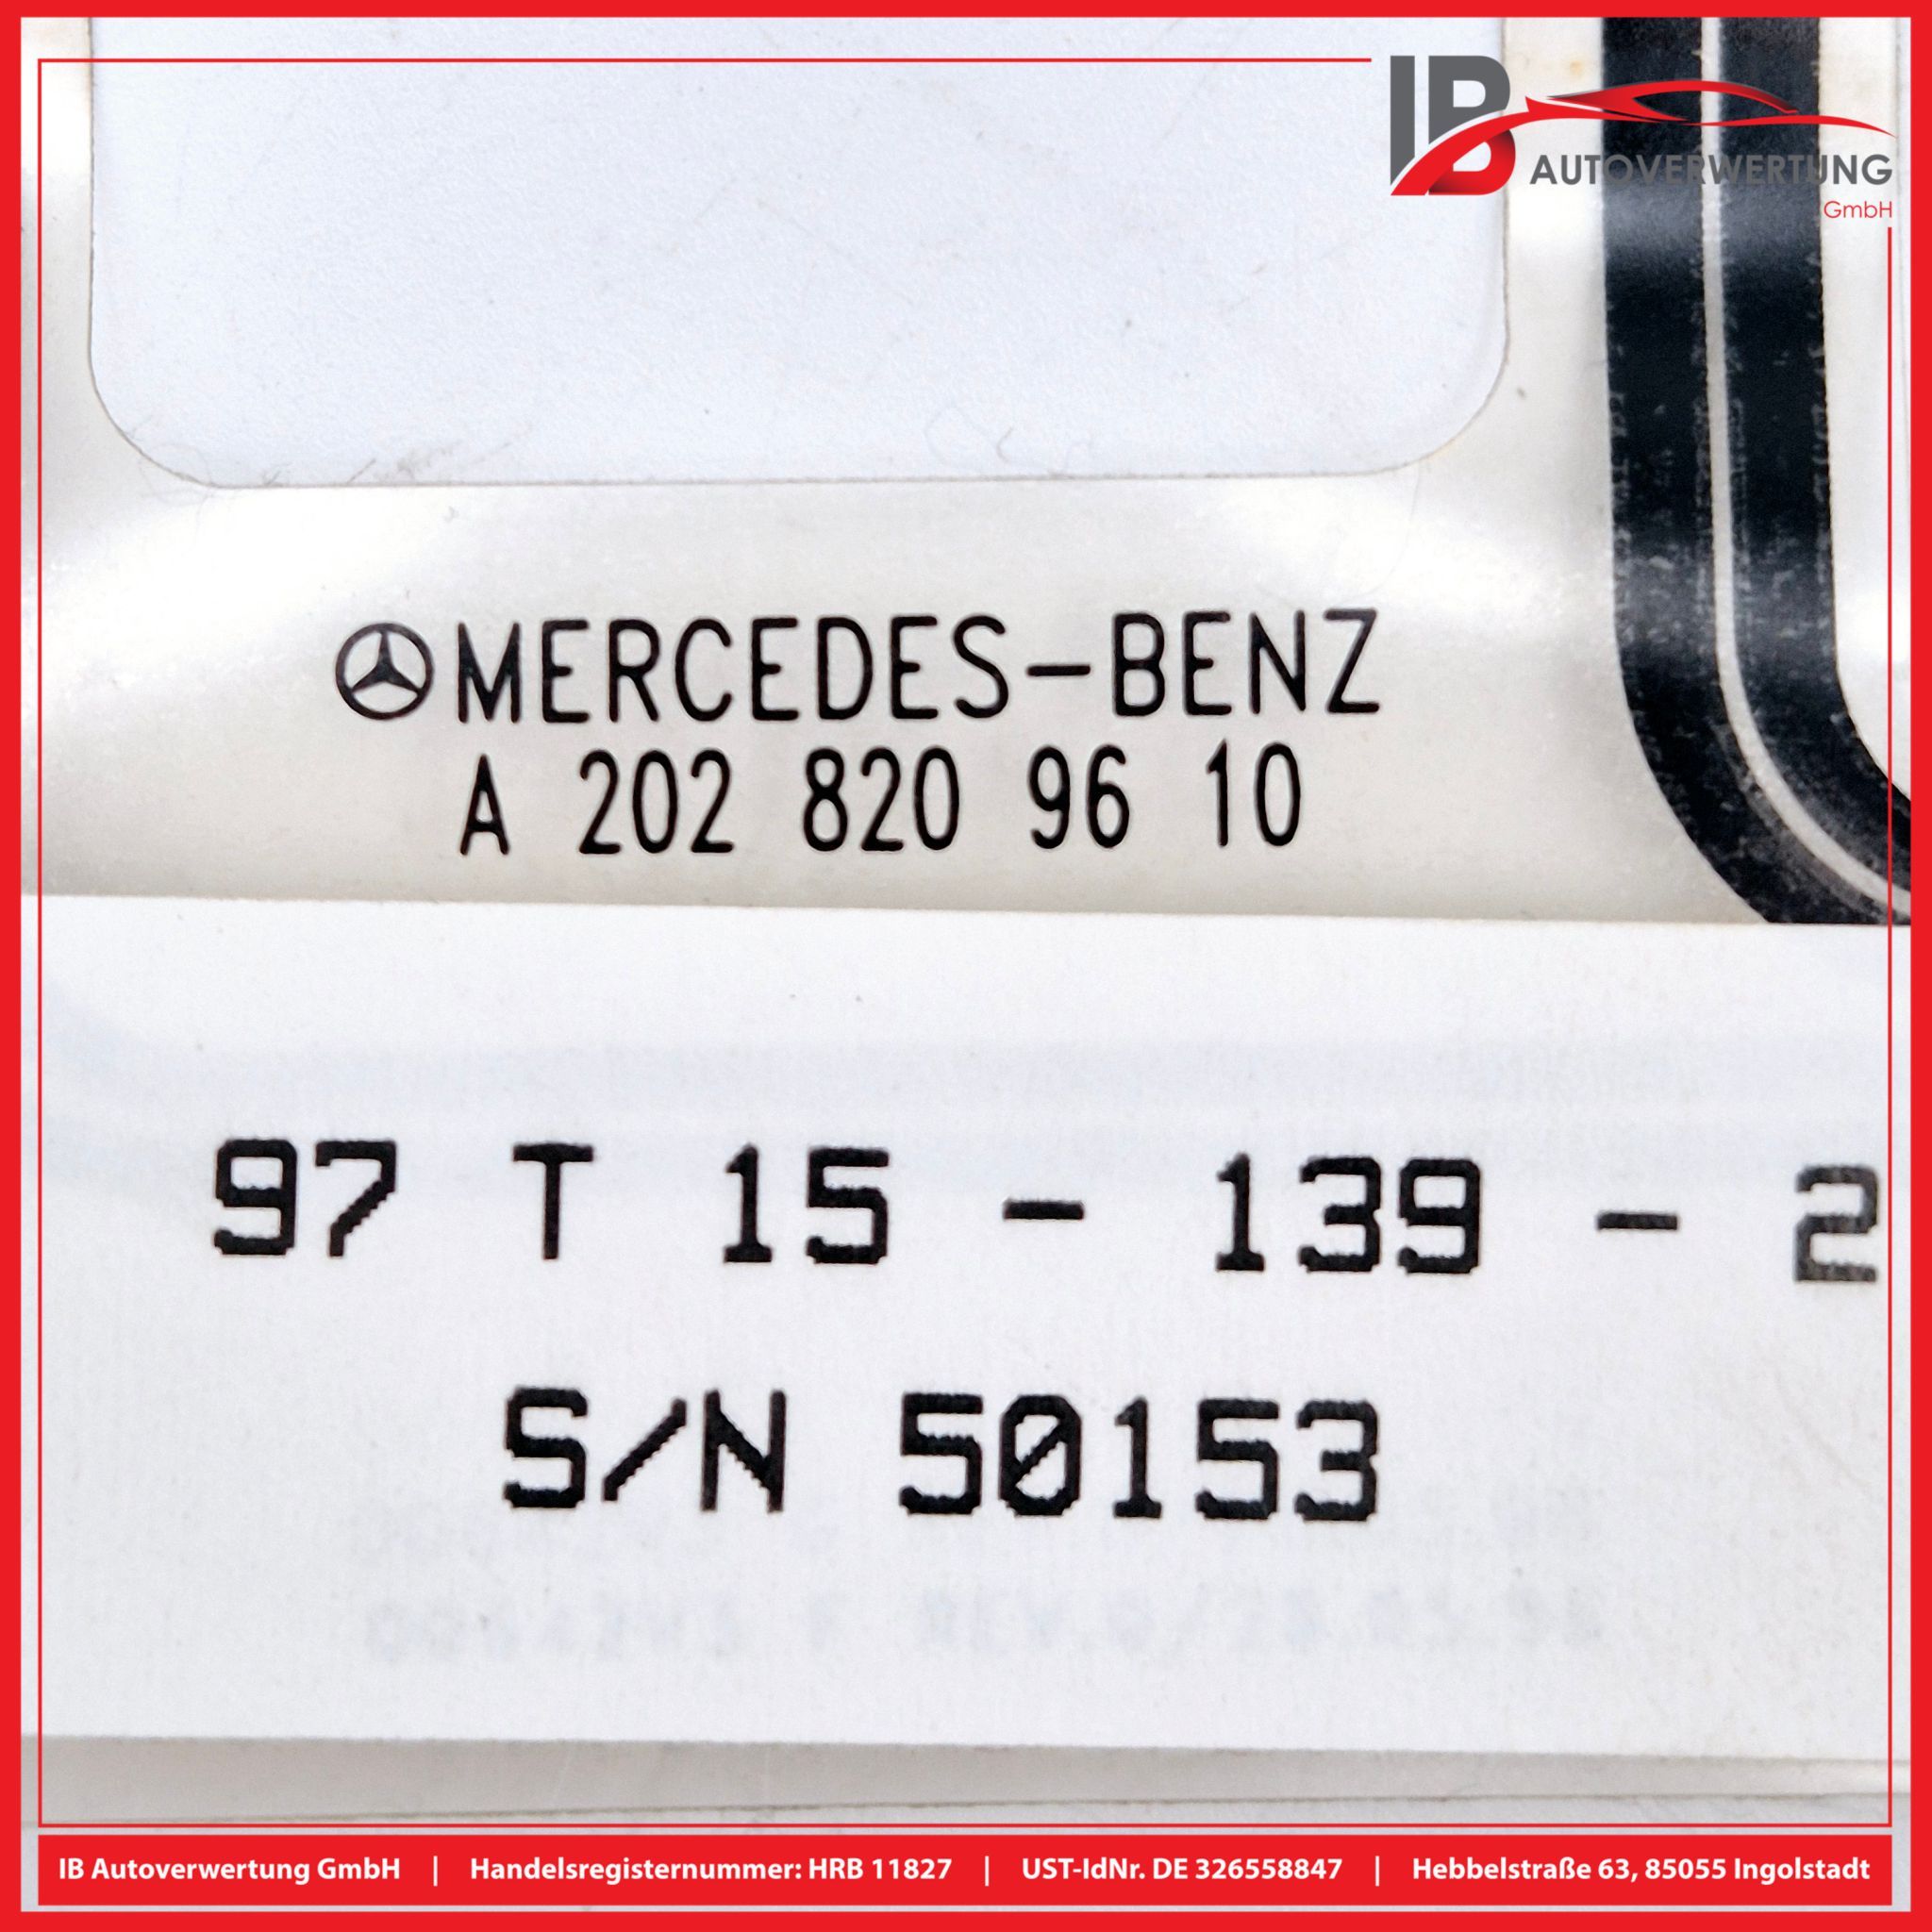 IB
AUTOVERWERTUNG
GmbH
MERCEDES-BENZ
A 202 820 96 10
97 T 15 - 139 - 2
S/N 50153
IB Autoverwertung GmbH | Handelsregisternummer: HRB 11827 | UST-IdNr. DE 326558847 | Hebbelstraße 63, 85055 Ingolstadt